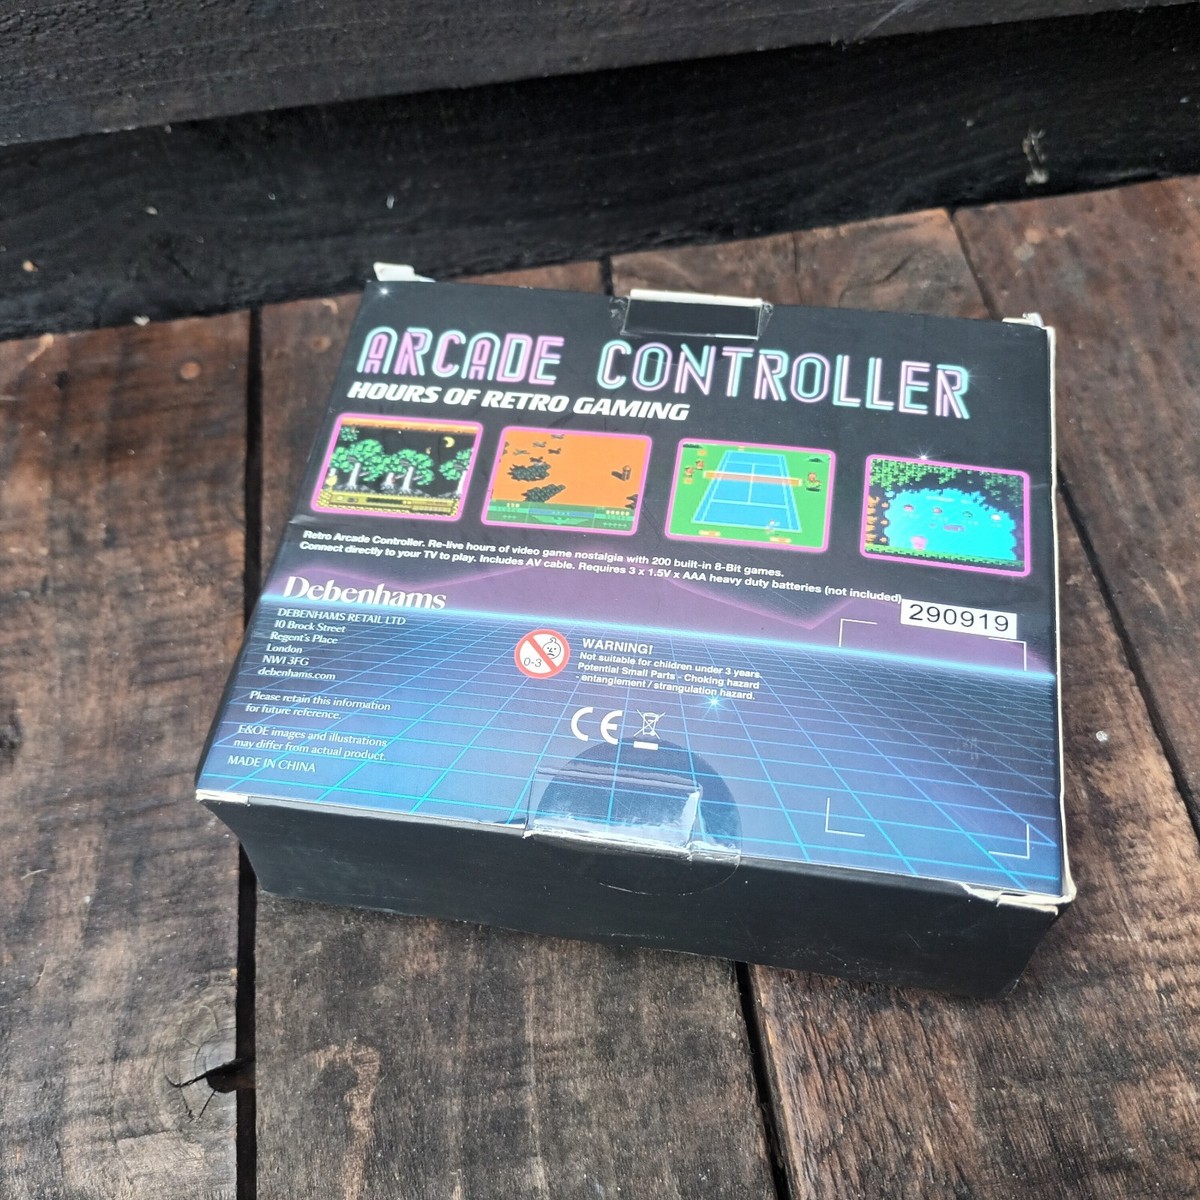 ARCADE CONTROLLER
HOURS OF RETRO GAMING
Retro Arcade Controller. Re-live hours of video game nostalgia with 200 built-in 8-Bit games.
Connect directly to your TV to play. Includes AV cable. Requires 3 x 1.5V x AAA heavy duty batteries (not included)
290919
Debenhams
DEBENHAMS RETAIL LTD
10 Brock Street
Regent's Place
London
NW1 3FG
debenhams.com
Please retain this information
for future reference.
E&OE images and illustrations
may differ from actual product.
MADE IN CHINA
0-3
WARNING!
Not suitable for children under 3 years.
Potential Small Parts - Choking hazard
- entanglement / strangulation hazard.
CE